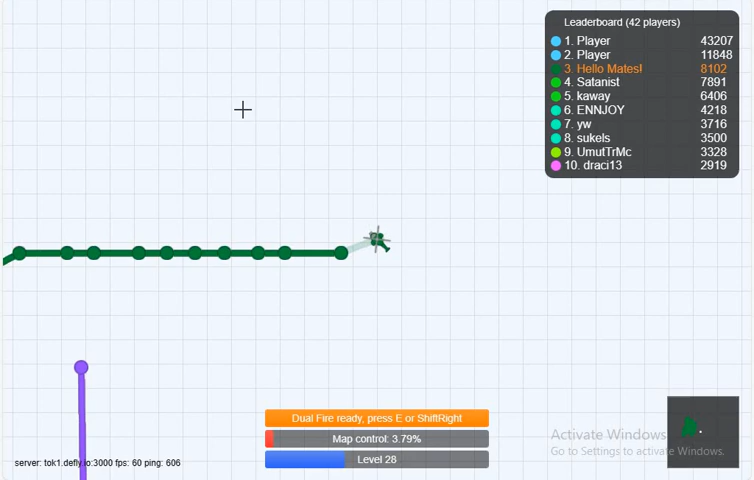 Leaderboard (42 players)
1. Player 43207
2. Player 11848
3. Hello Mates! 8102
4. Satanist 7891
5. kaway 6406
6. ENNJOY 4218
7. yw 3716
8. sukels 3500
9. UmutTrMc 3328
10. draci13 2919
Dual Fire ready, press E or ShiftRight
Map control: 3.79%
Level 28
Activate Windows
Go to Settings to activate Windows.
server: tok1.defly.io:3000 fps: 60 ping: 606